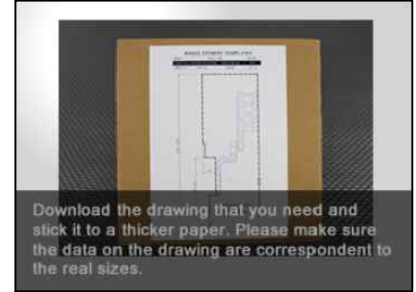 Download the drawing that you need and
stick it to a thicker paper. Please make sure
the data on the drawing are correspondent to
the real sizes.